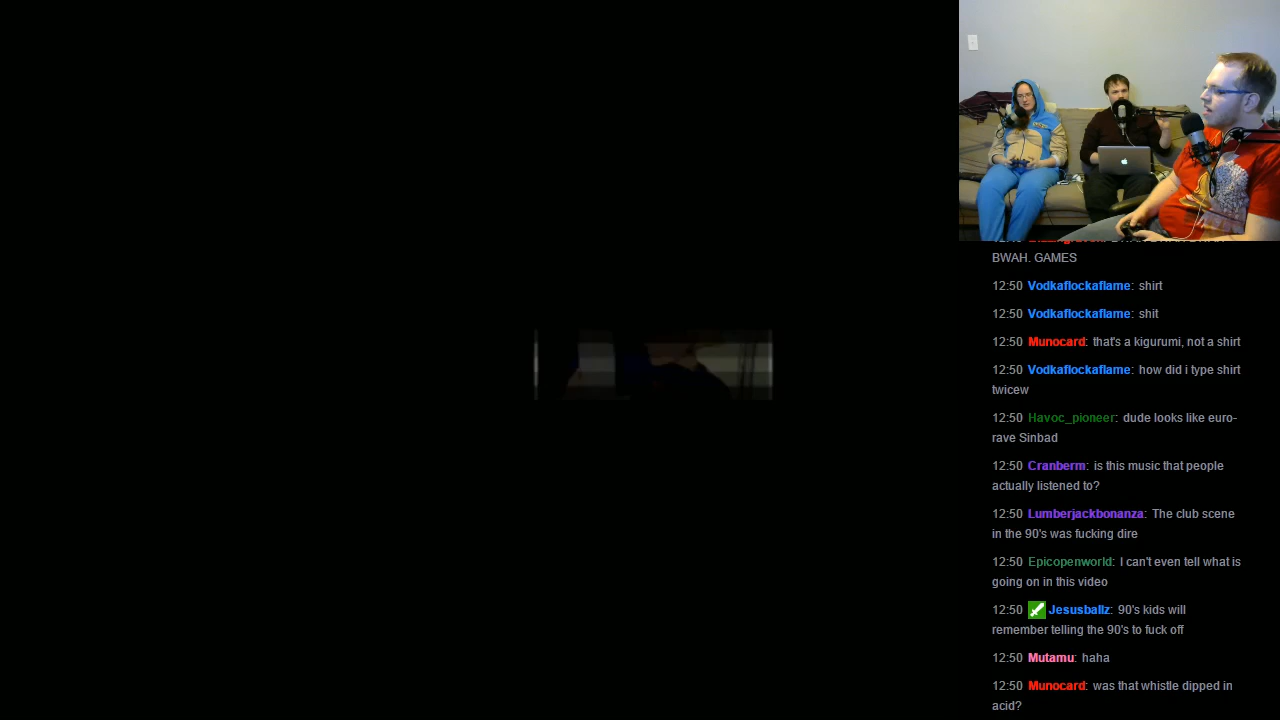 BWAH. GAMES
12:50 Vodkaflockaflame: shirt
12:50 Vodkaflockaflame: shit
12:50 Munocard: that's a kigurumi, not a shirt
12:50 Vodkaflockaflame: how did i type shirt
twicew
12:50 Havoc_pioneer: dude looks like euro-
rave Sinbad
12:50 Cranberm: is this music that people
actually listened to?
12:50 Lumberjackbonanza: The club scene
in the 90's was fucking dire
12:50 Epicopenworld: I can't even tell what is
going on in this video
12:50 Jesusballz: 90's kids will
remember telling the 90's to fuck off
12:50 Mutamu: haha
12:50 Munocard: was that whistle dipped in
acid?